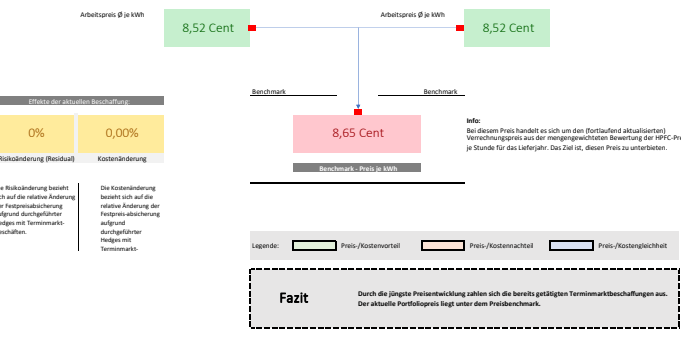 Arbeitspreis Ø je kWh
Arbeitspreis Ø je kWh
8,52 Cent
8,52 Cent
Benchmark
Benchmark
Effekte der aktuellen Beschaffung:
0%
0,00%
Risikoänderung (Residual)
Kostenänderung
8,65 Cent
Benchmark - Preis je kWh
Info:
Bei diesem Preis handelt es sich um den (fortlaufend aktualisierten)
Verrechnungspreis aus der mengengewichteten Bewertung der HPFC-Pre
je Stunde für das Lieferjahr. Das Ziel ist, diesen Preis zu unterbieten.
e Risikoänderung bezieht
ch auf die relative Änderung
er Festpreisabsicherung
ufgrund durchgeführter
edges mit Terminmarkt-
eschäften.
Die Kostenänderung
bezieht sich auf die
relative Änderung der
Festpreis-absicherung
aufgrund
durchgeführter
Hedges mit
Terminmarkt-
Legende:
Preis-/Kostenvorteil
Preis-/Kostennachteil
Preis-/Kostengleichheit
Fazit
Durch die jüngste Preisentwicklung zahlen sich die bereits getätigten Terminmarktbeschaffungen aus.
Der aktuelle Portfoliopreis liegt unter dem Preisbenchmark.